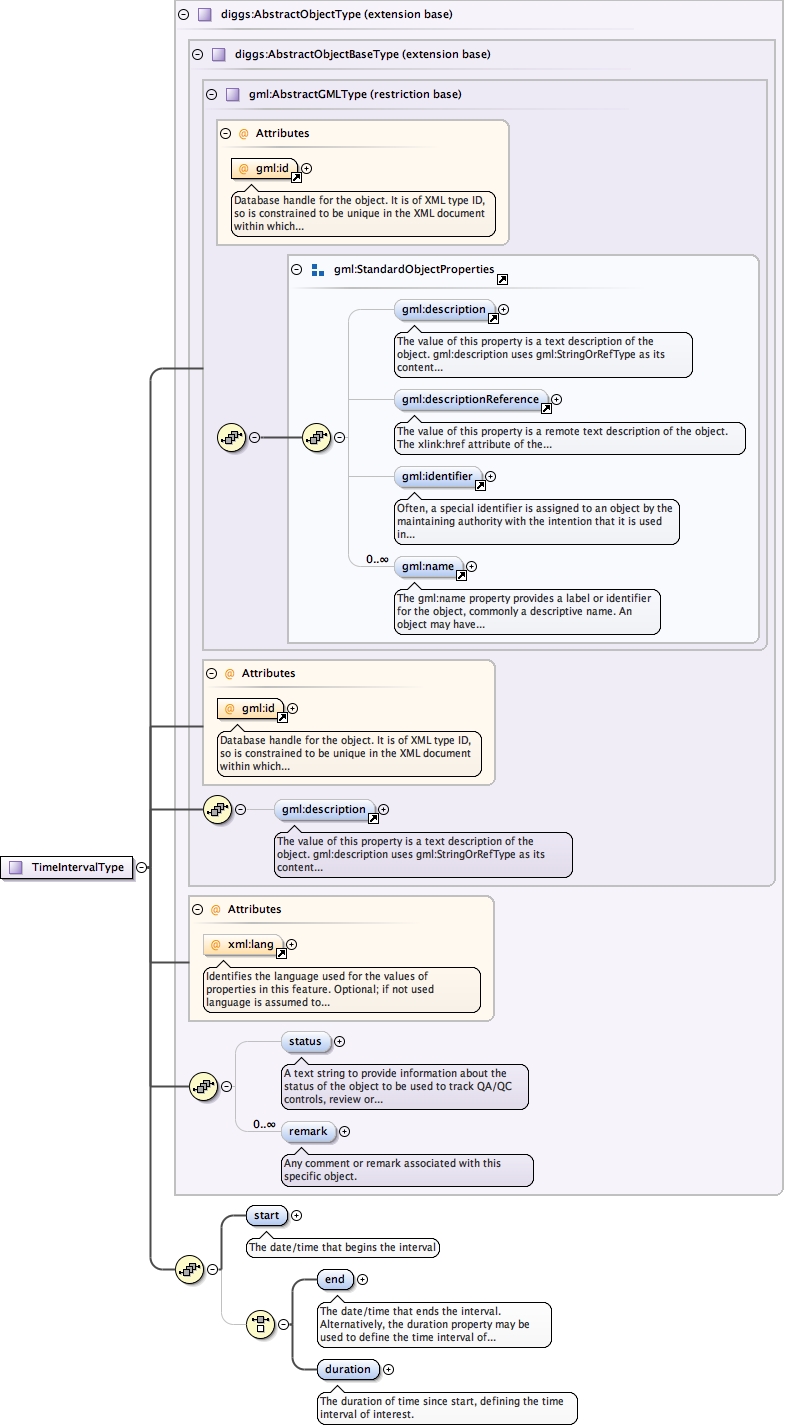 diggs:AbstractObjectType (extension base)
diggs:AbstractObjectBaseType (extension base)
gml:AbstractGMLType (restriction base)
@ Attributes
@ gml:id
Database handle for the object. It is of XML type ID,
so is constrained to be unique in the XML document
within which...
gml:StandardObjectProperties
gml:description
The value of this property is a text description of the
object. gml:description uses gml:StringOrRefType as its
content...
gml:descriptionReference
The value of this property is a remote text description of the object.
The xlink:href attribute of the...
gml:identifier
Often, a special identifier is assigned to an object by the
maintaining authority with the intention that it is used
in...
0..∞ gml:name
The gml:name property provides a label or identifier
for the object, commonly a descriptive name. An
object may have...
@ Attributes
@ gml:id
Database handle for the object. It is of XML type ID,
so is constrained to be unique in the XML document
within which...
gml:description
The value of this property is a text description of the
object. gml:description uses gml:StringOrRefType as its
content...
TimeIntervalType
@ Attributes
@ xml:lang
Identifies the language used for the values of
properties in this feature. Optional; if not used
language is assumed to...
status
A text string to provide information about the
status of the object to be used to track QA/QC
controls, review or...
0..∞ remark
Any comment or remark associated with this
specific object.
start
The date/time that begins the interval
end
The date/time that ends the interval.
Alternatively, the duration property may be
used to define the time interval of...
duration
The duration of time since start, defining the time
interval of interest.